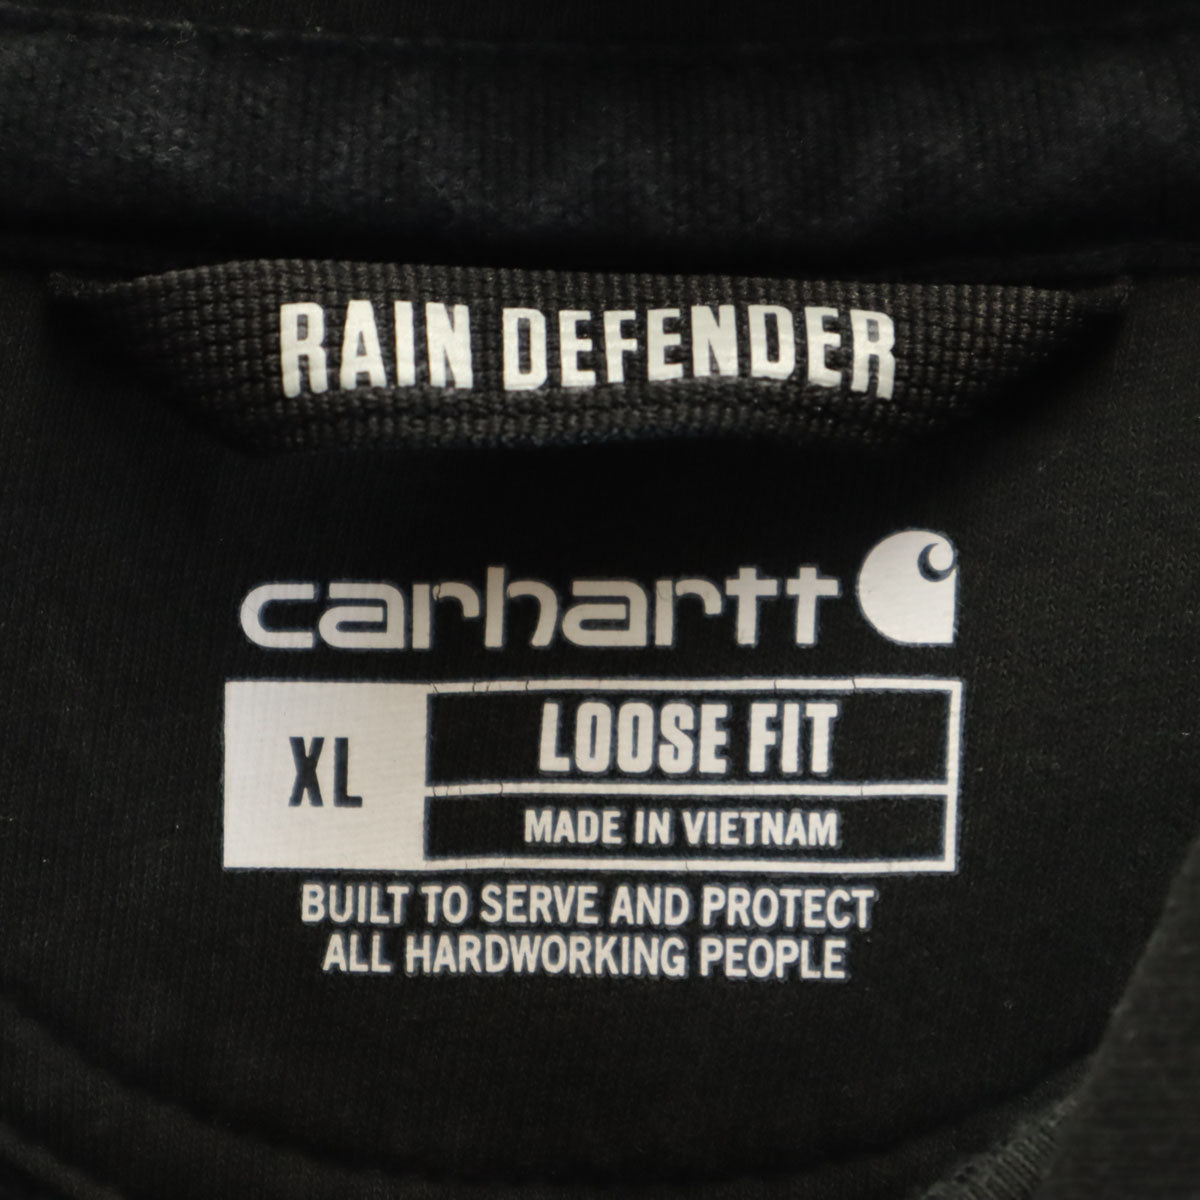 RAIN DEFENDER
carhartt
XL
LOOSE FIT
MADE IN VIETNAM
BUILT TO SERVE AND PROTECT
ALL HARDWORKING PEOPLE